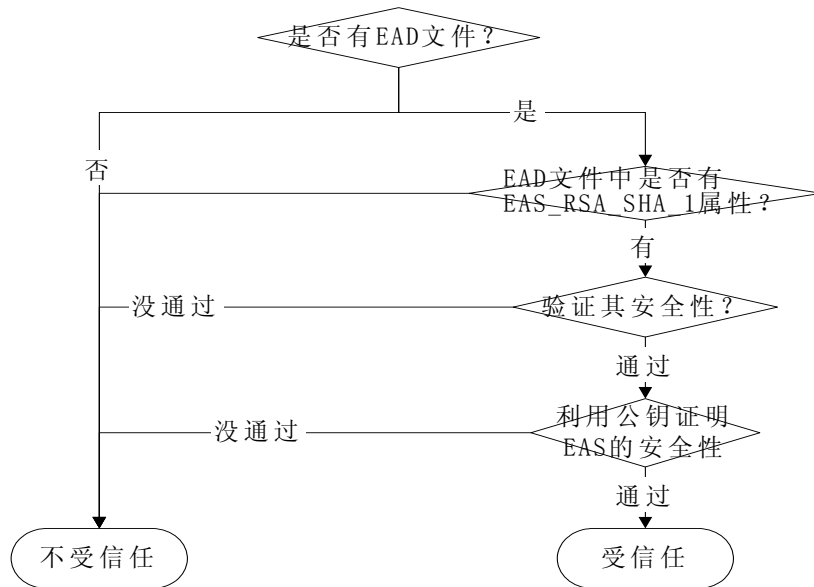 是否有EAD文件？
是
否
EAD文件中是否有
EAS_RSA_SHA_1属性？
有
没通过
验证其安全性？
通过
没通过
利用公钥证明
EAS的安全性
通过
不受信任
受信任